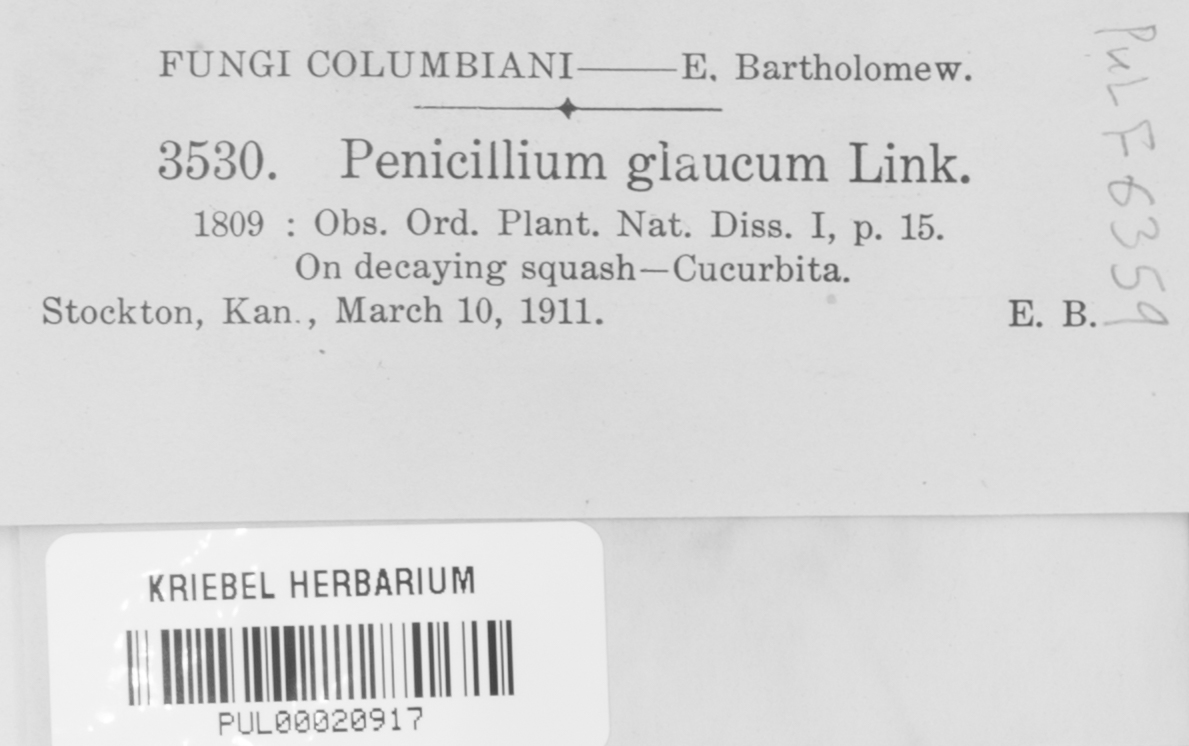 FUNGI COLUMBIANI——E. Bartholomew.
3530. Penicillium glaucum Link.
1809 : Obs. Ord. Plant. Nat. Diss. I, p. 15.
On decaying squash—Cucurbita.
Stockton, Kan., March 10, 1911. E. B.
PUL F 6359
KRIEBEL HERBARIUM
PUL00020917